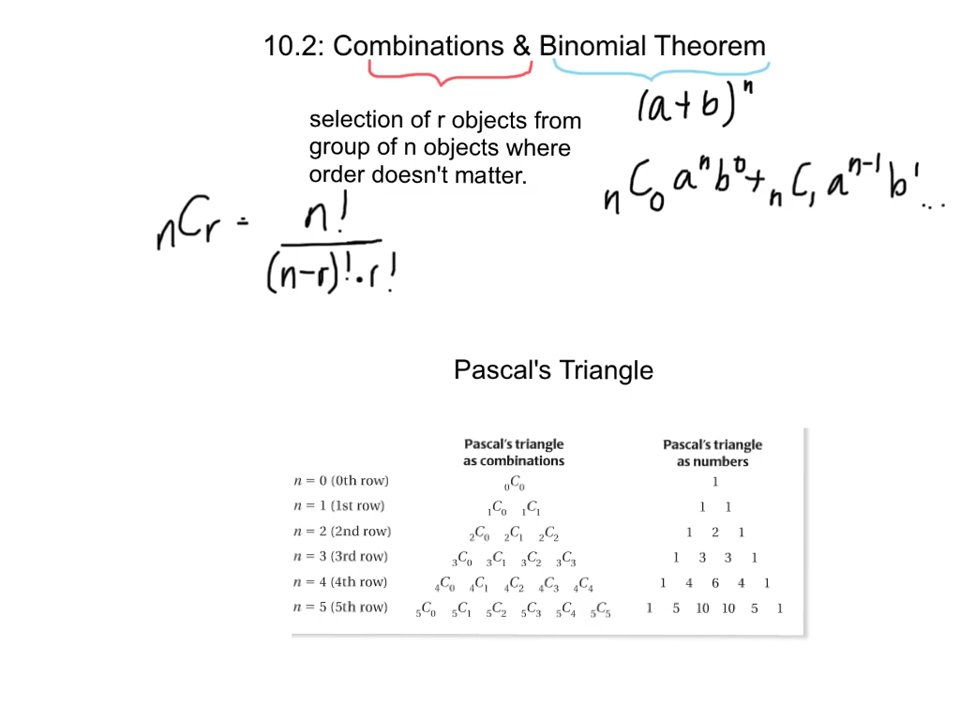 10.2: Combinations & Binomial Theorem
(a+b)ⁿ
selection of r objects from
group of n objects where
order doesn't matter.
ₙC₀ aⁿb⁰ + ₙC₁ aⁿ⁻¹b¹ ...
ₙCᵣ = n! / (n-r)!·r!
Pascal's Triangle
Pascal's triangle as combinations
Pascal's triangle as numbers
n = 0 (0th row) ₀C₀ 1
n = 1 (1st row) ₁C₀ ₁C₁ 1 1
n = 2 (2nd row) ₂C₀ ₂C₁ ₂C₂ 1 2 1
n = 3 (3rd row) ₃C₀ ₃C₁ ₃C₂ ₃C₃ 1 3 3 1
n = 4 (4th row) ₄C₀ ₄C₁ ₄C₂ ₄C₃ ₄C₄ 1 4 6 4 1
n = 5 (5th row) ₅C₀ ₅C₁ ₅C₂ ₅C₃ ₅C₄ ₅C₅ 1 5 10 10 5 1